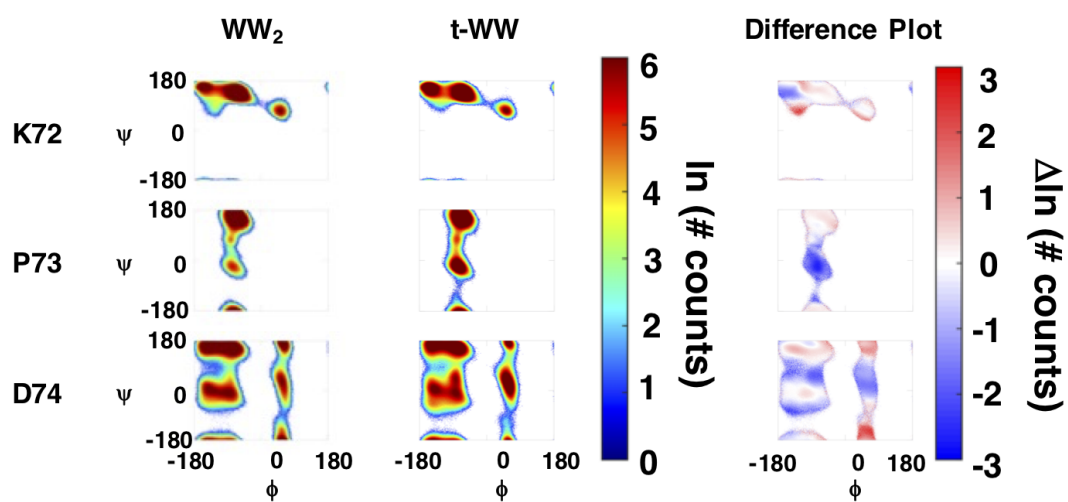 WW₂ t-WW Difference Plot
K72 ψ 180 0 -180
P73 ψ 180 0 -180
D74 ψ 180 0 -180
-180 0 180 -180 0 180 -180 0 180
ϕ ϕ ϕ
6
5
4
3
2
1
0
ln (# counts)
3
2
1
0
-1
-2
-3
Δln (# counts)